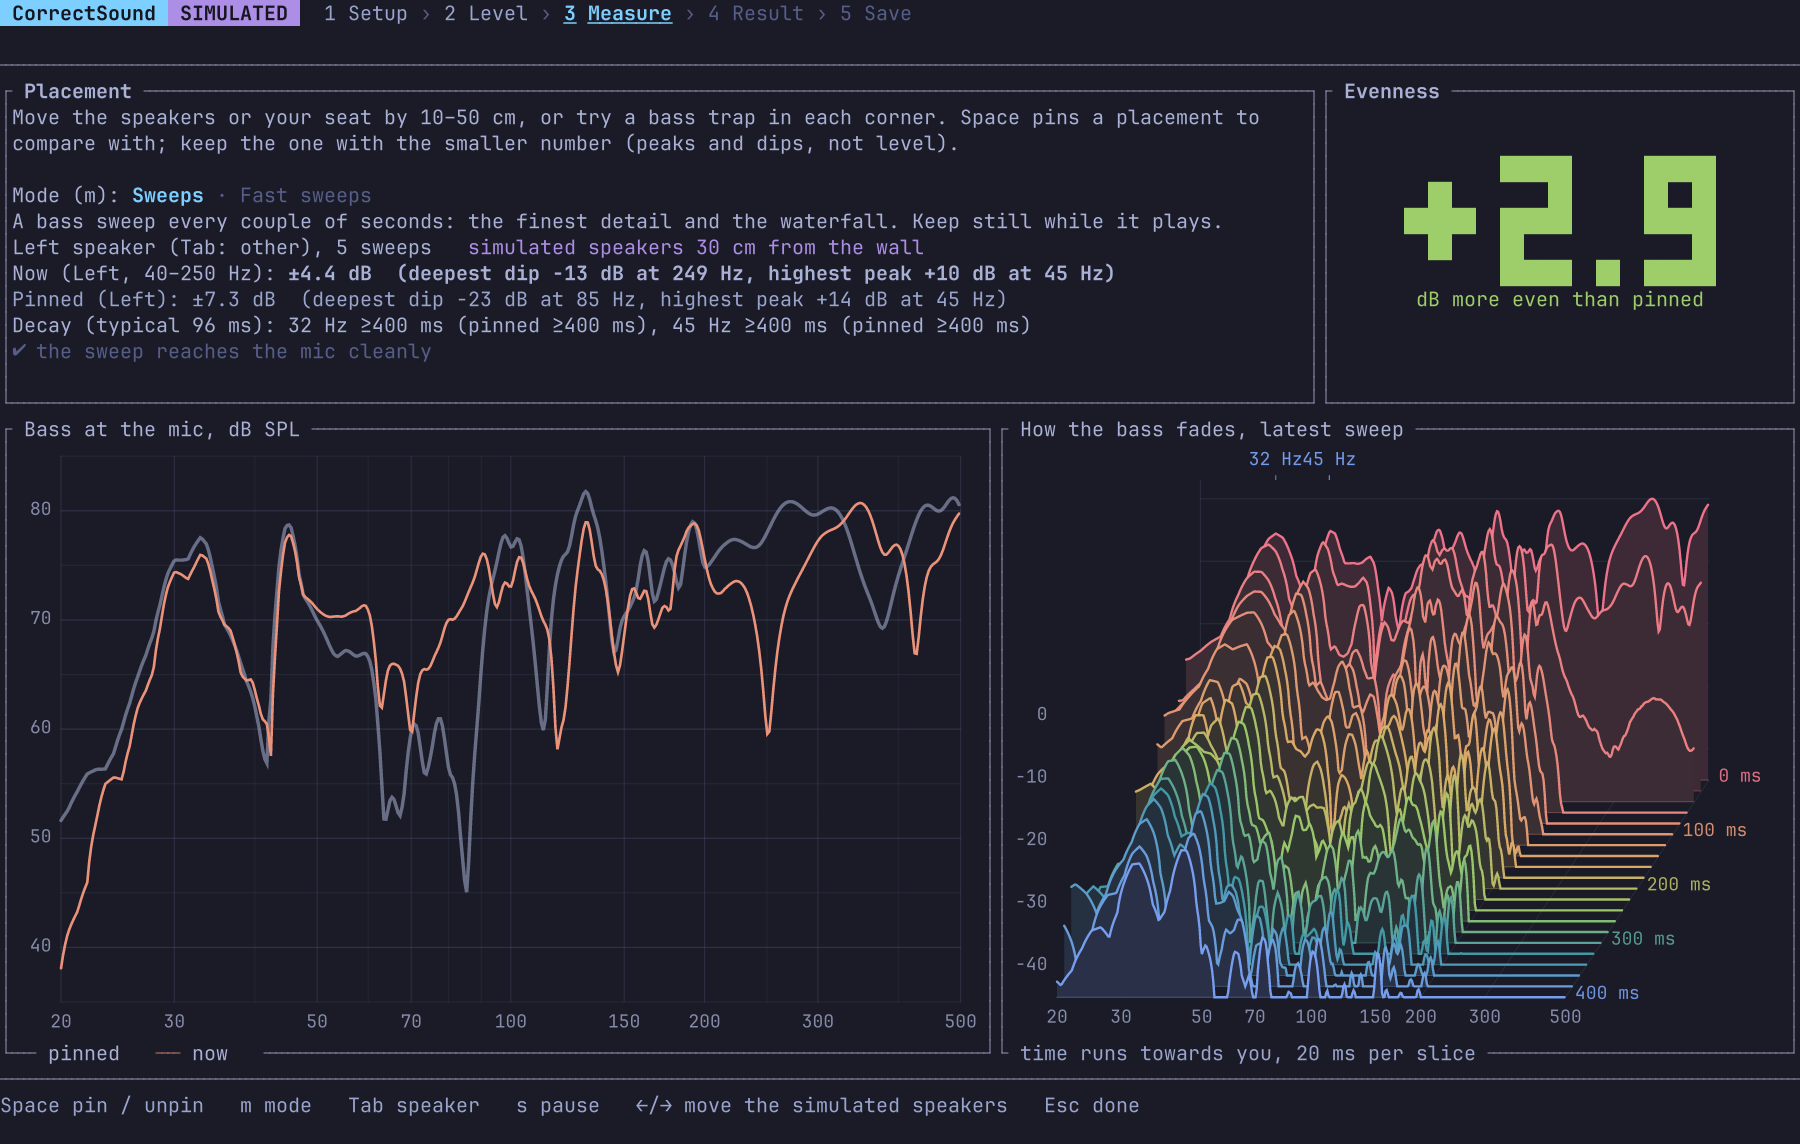 CorrectSound SIMULATED 1 Setup › 2 Level › 3 Measure › 4 Result › 5 Save
Placement
Move the speakers or your seat by 10–50 cm, or try a bass trap in each corner. Space pins a placement to
compare with; keep the one with the smaller number (peaks and dips, not level).
Mode (m): Sweeps · Fast sweeps
A bass sweep every couple of seconds: the finest detail and the waterfall. Keep still while it plays.
Left speaker (Tab: other), 5 sweeps simulated speakers 30 cm from the wall
Now (Left, 40–250 Hz): ±4.4 dB (deepest dip -13 dB at 249 Hz, highest peak +10 dB at 45 Hz)
Pinned (Left): ±7.3 dB (deepest dip -23 dB at 85 Hz, highest peak +14 dB at 45 Hz)
Decay (typical 96 ms): 32 Hz ≥400 ms (pinned ≥400 ms), 45 Hz ≥400 ms (pinned ≥400 ms)
✔ the sweep reaches the mic cleanly
Evenness
+2.9
dB more even than pinned
Bass at the mic, dB SPL
80
70
60
50
40
20 30 50 70 100 150 200 300 500
pinned now
How the bass fades, latest sweep
32 Hz45 Hz
0
-10
-20
-30
-40
0 ms
100 ms
200 ms
300 ms
400 ms
20 30 50 70 100 150 200 300 500
time runs towards you, 20 ms per slice
Space pin / unpin m mode Tab speaker s pause ←/→ move the simulated speakers Esc done